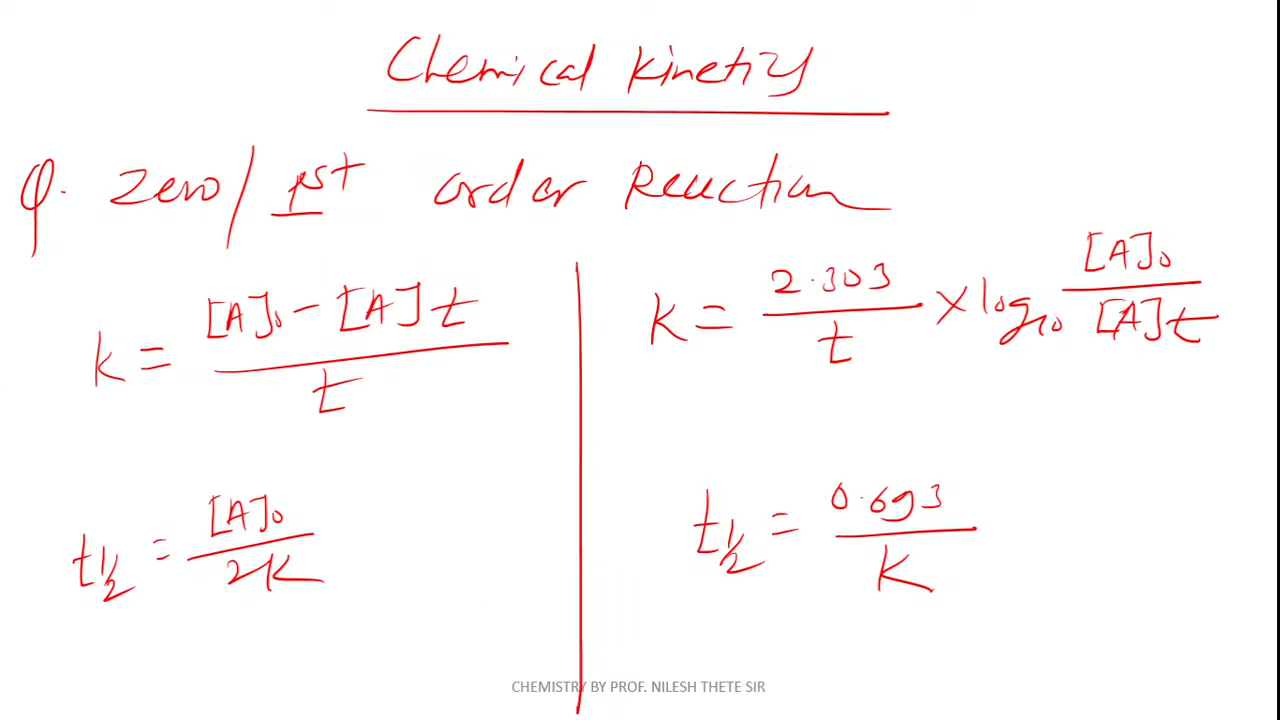 Chemical Kinetics
Q. Zero/1st order Reaction
k = [A]₀ - [A]t / t
t1/2 = [A]₀ / 2K
K = 2.303 / t × log₁₀ [A]₀ / [A]t
t1/2 = 0.693 / K
CHEMISTRY BY PROF. NILESH THETE SIR